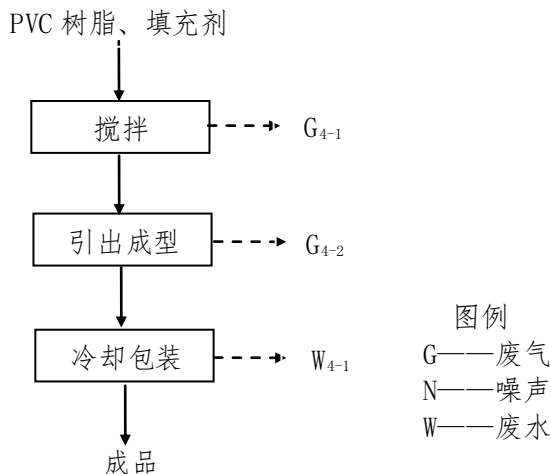 PVC 树脂、填充剂
搅拌
G4-1
引出成型
G4-2
冷却包装
W4-1
成品
图例
G——废气
N——噪声
W——废水